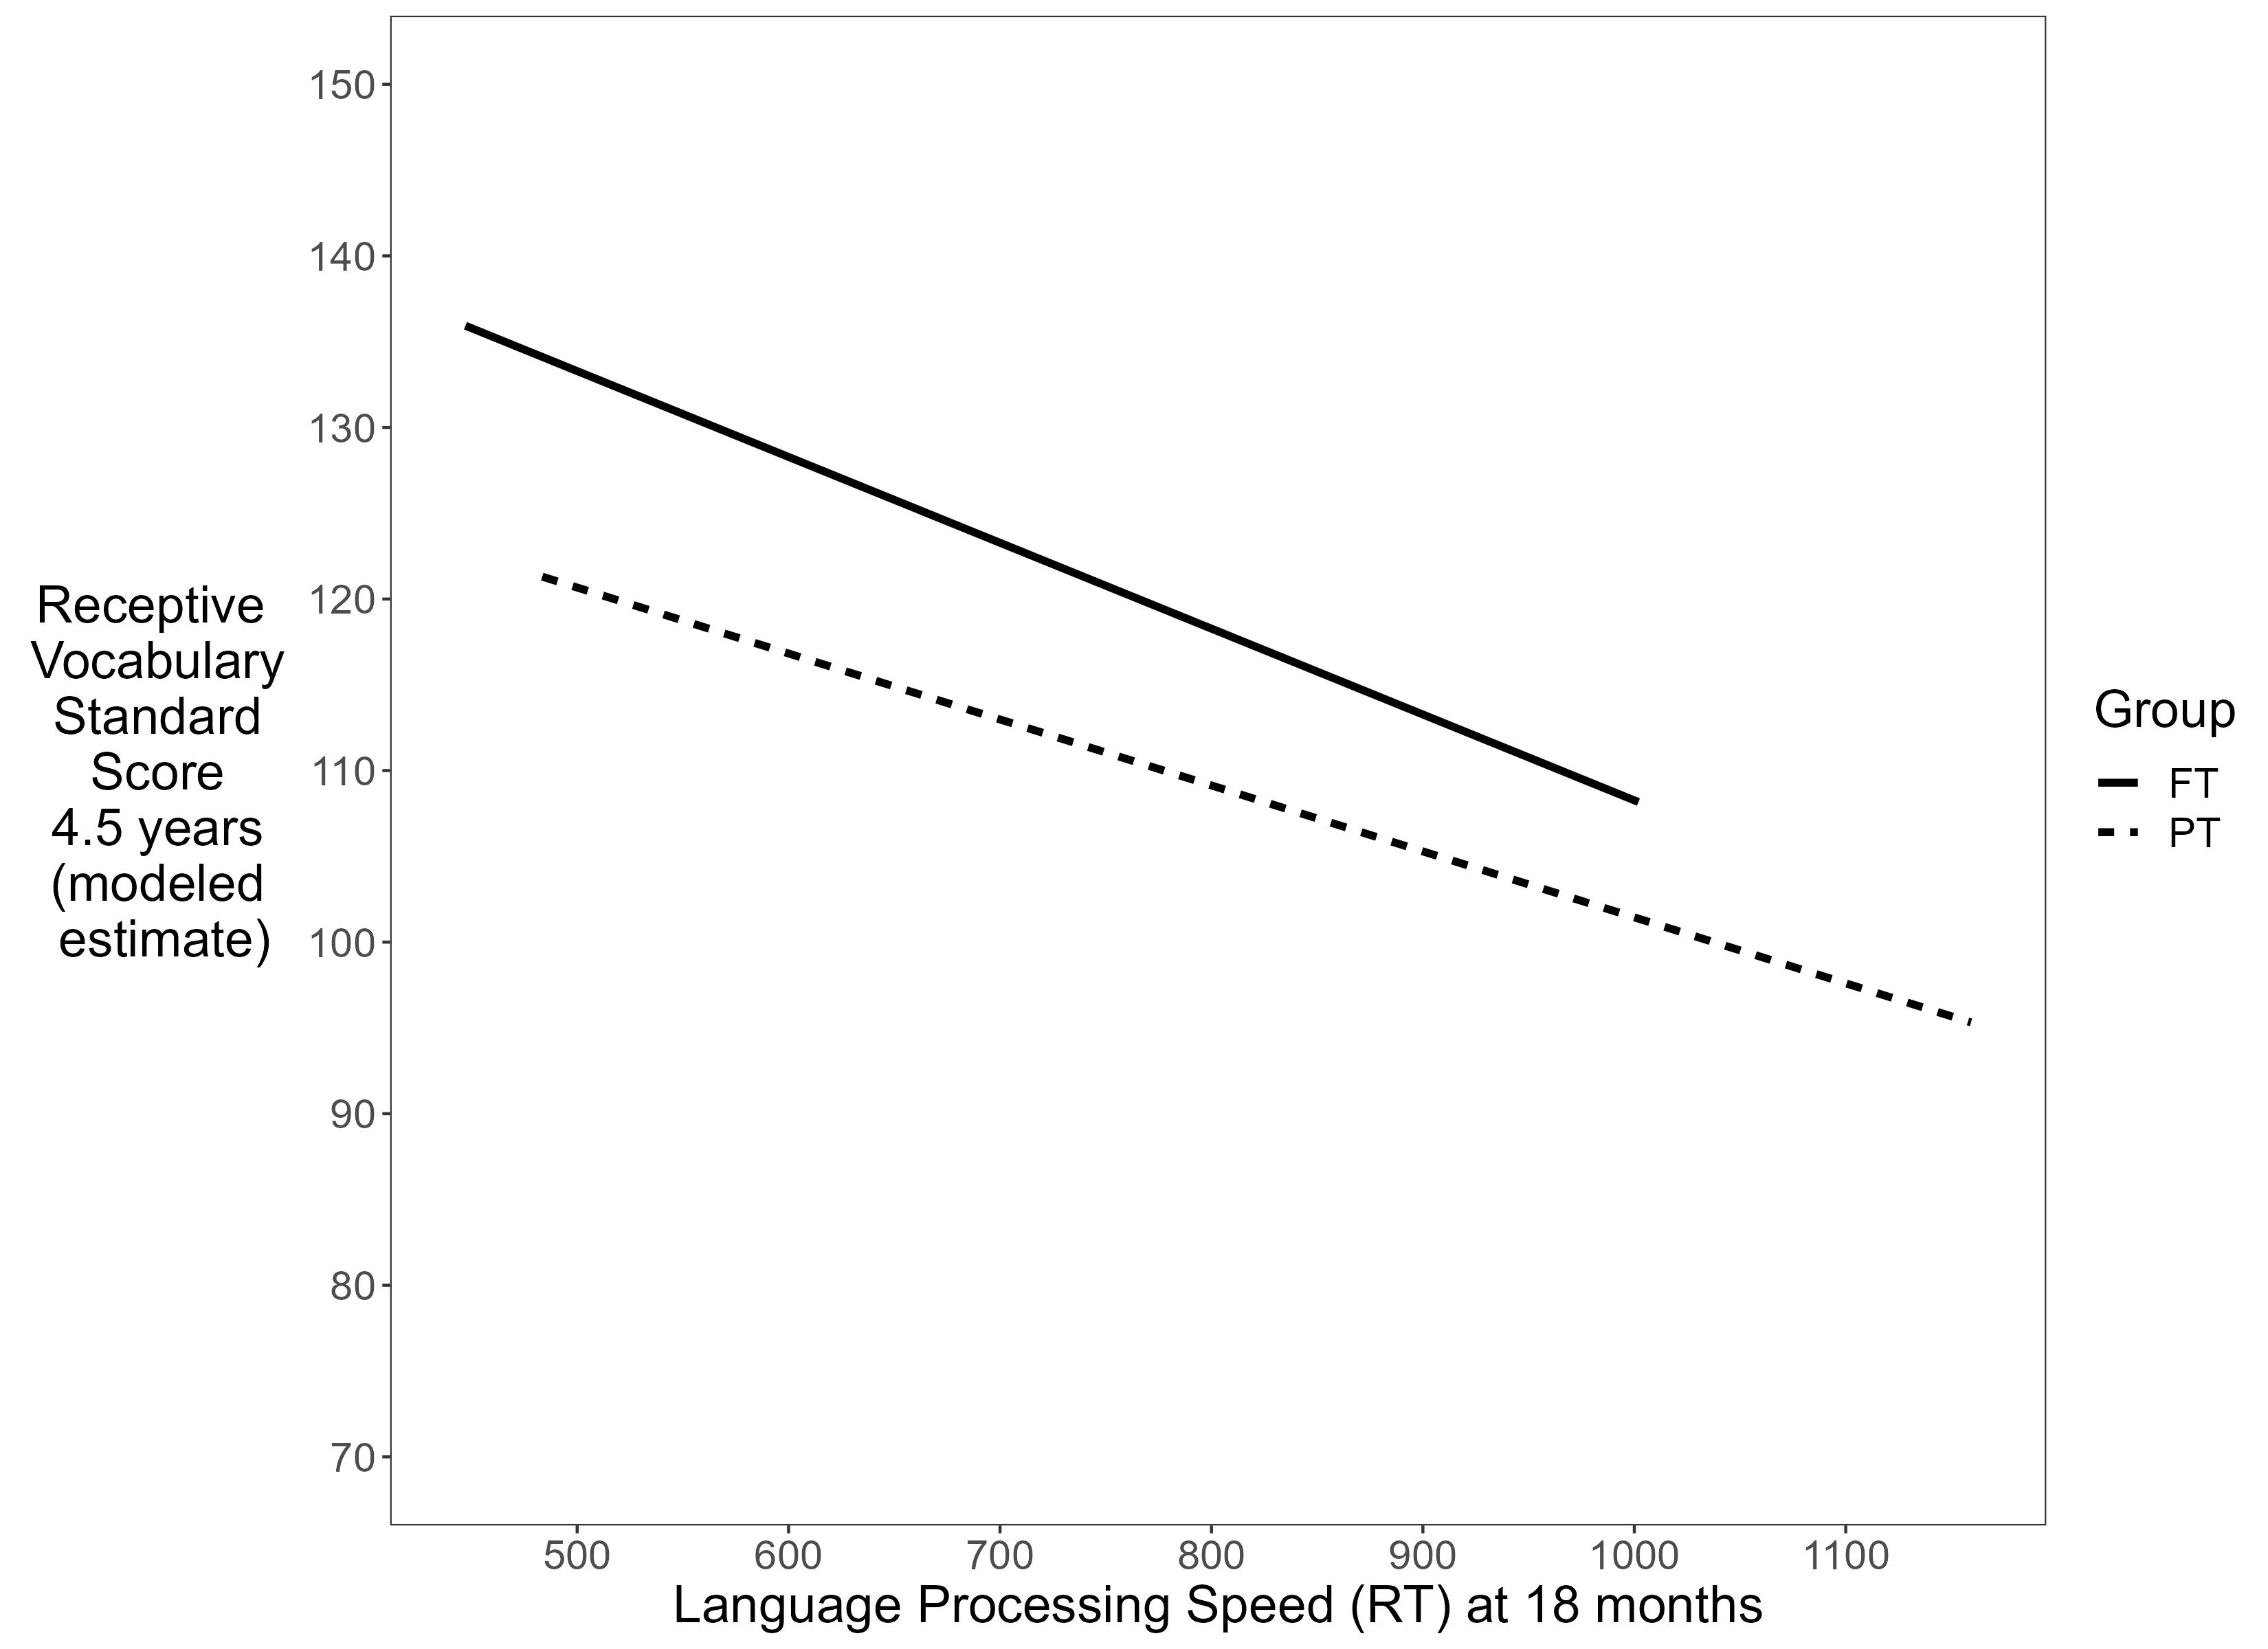 150
140
130
120
110
100
90
80
70
Receptive
Vocabulary
Standard
Score
4.5 years
(modeled
estimate)
500 600 700 800 900 1000 1100
Language Processing Speed (RT) at 18 months
Group
FT
PT